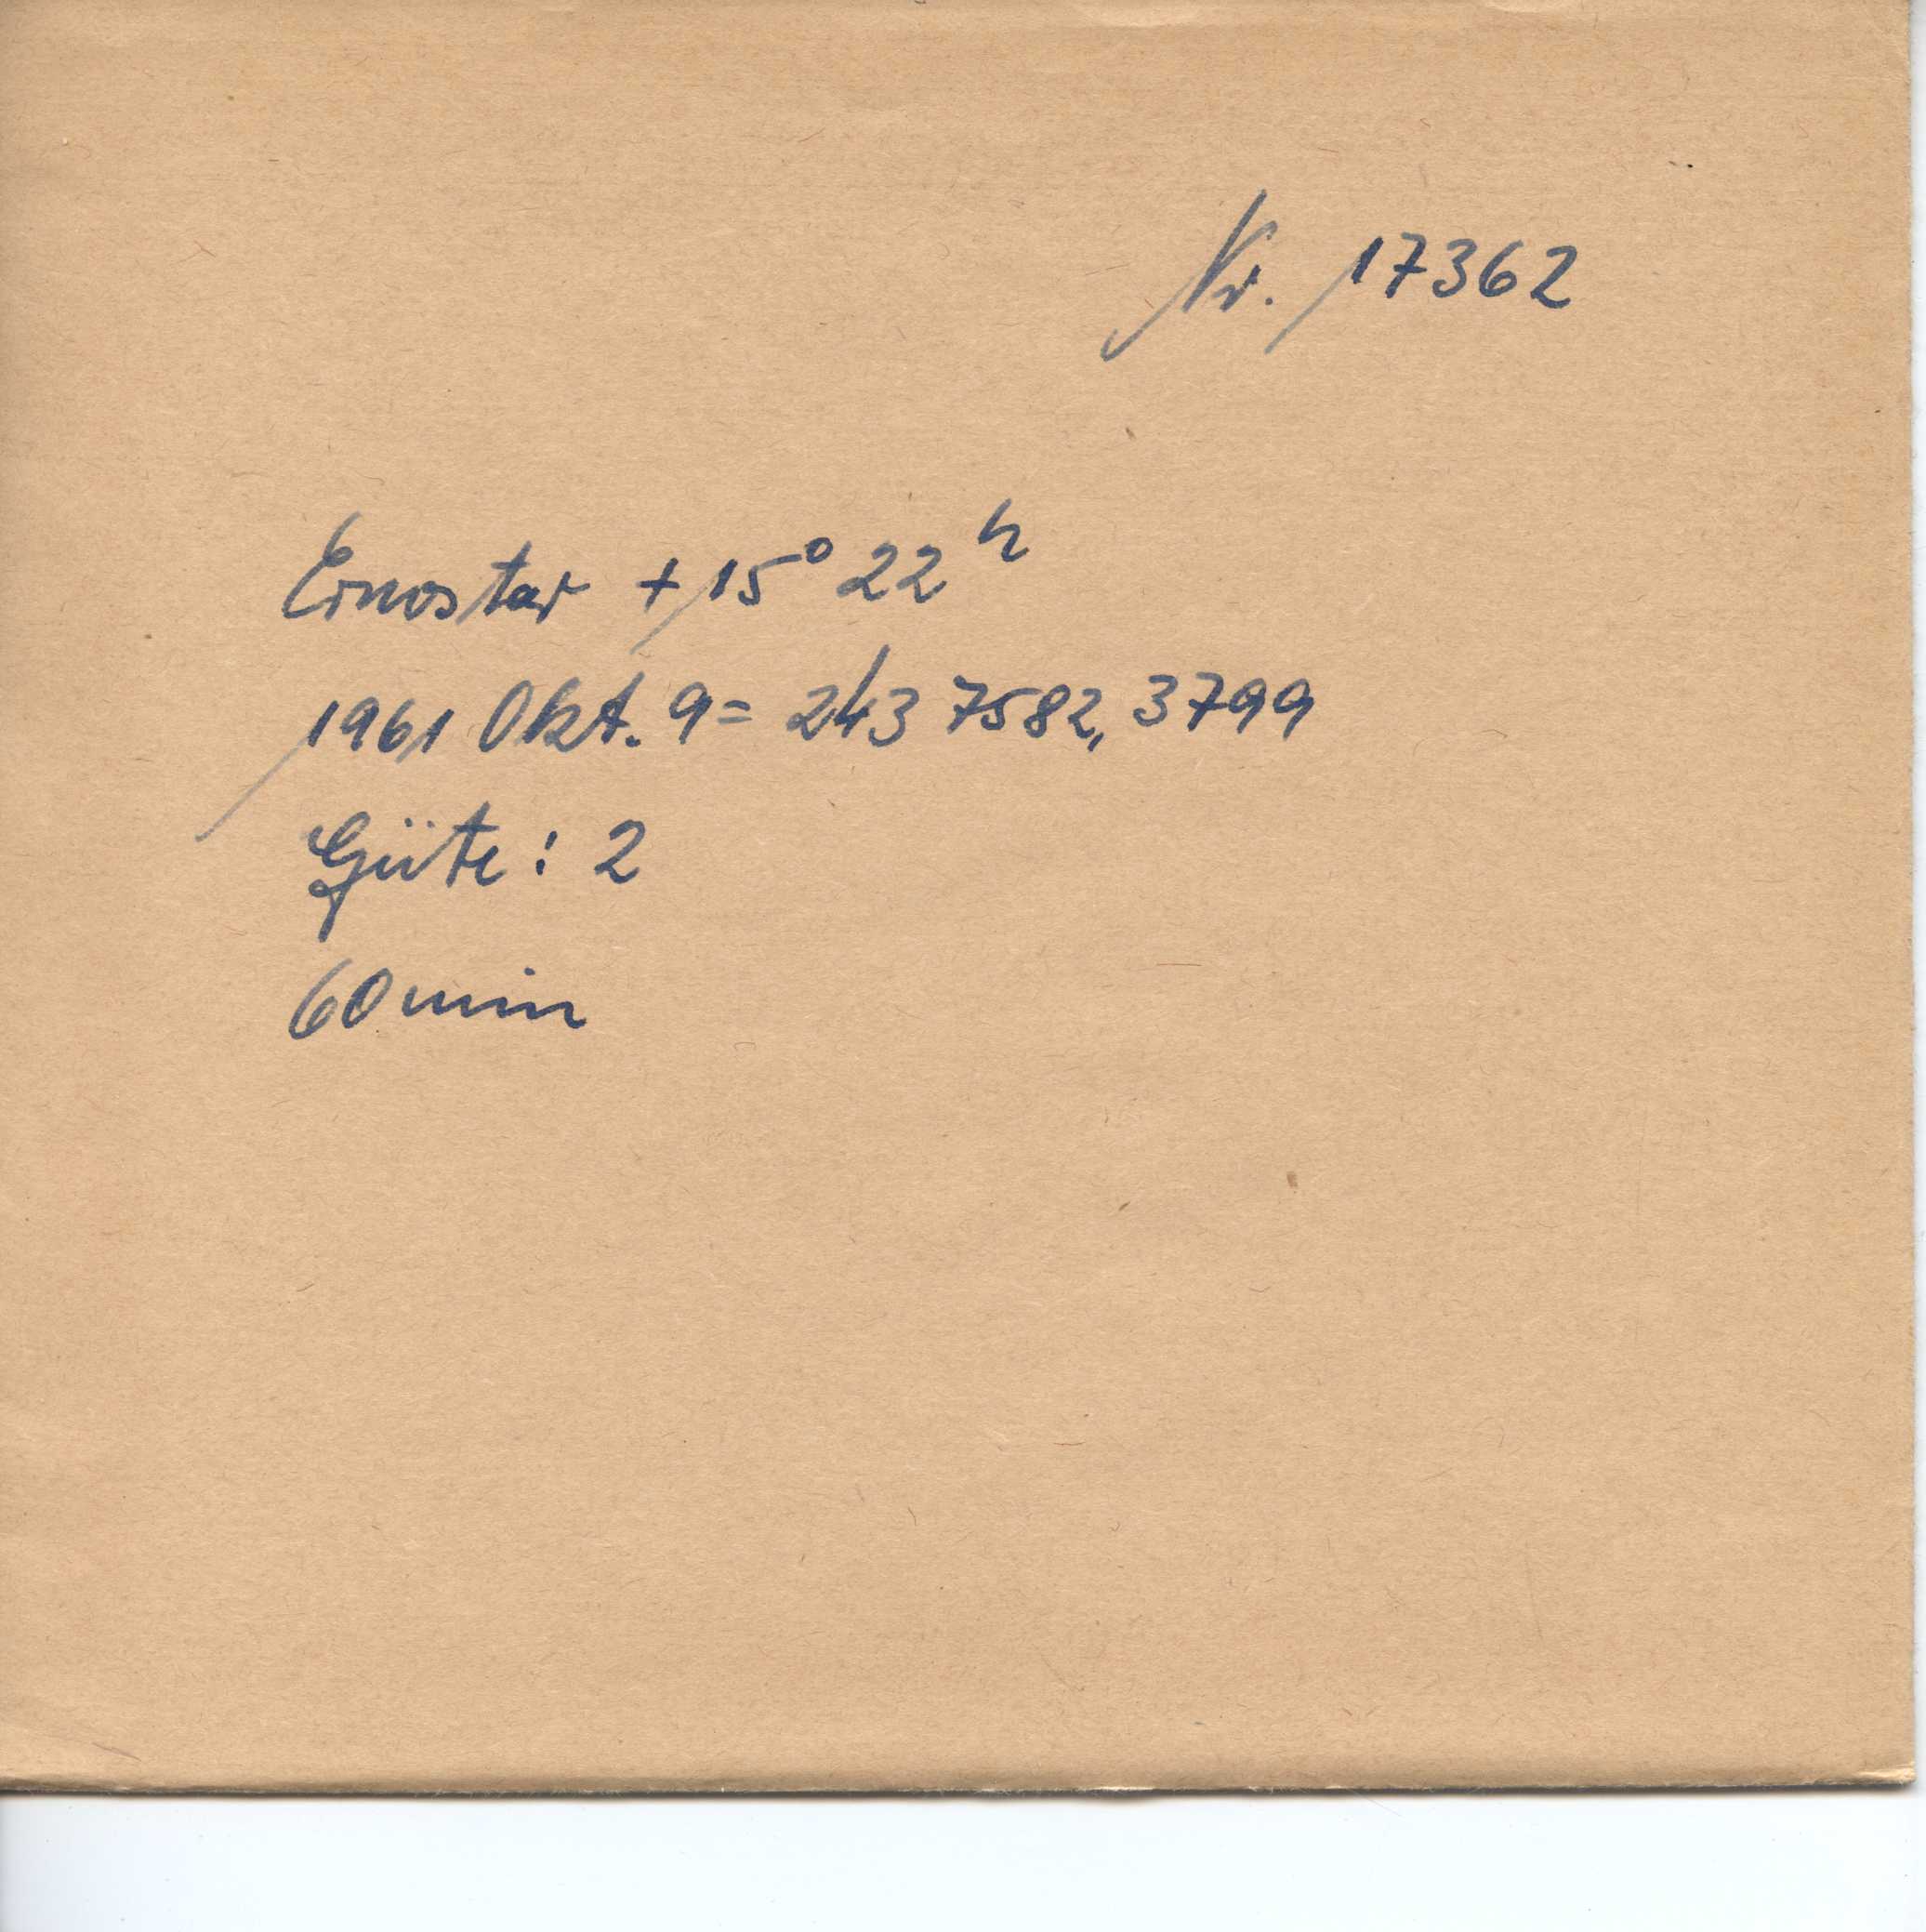 Nr. 17362
Ernostar +15° 22ʰ
1961 Okt. 9 = 243 7582,3799
Güte: 2
60 min